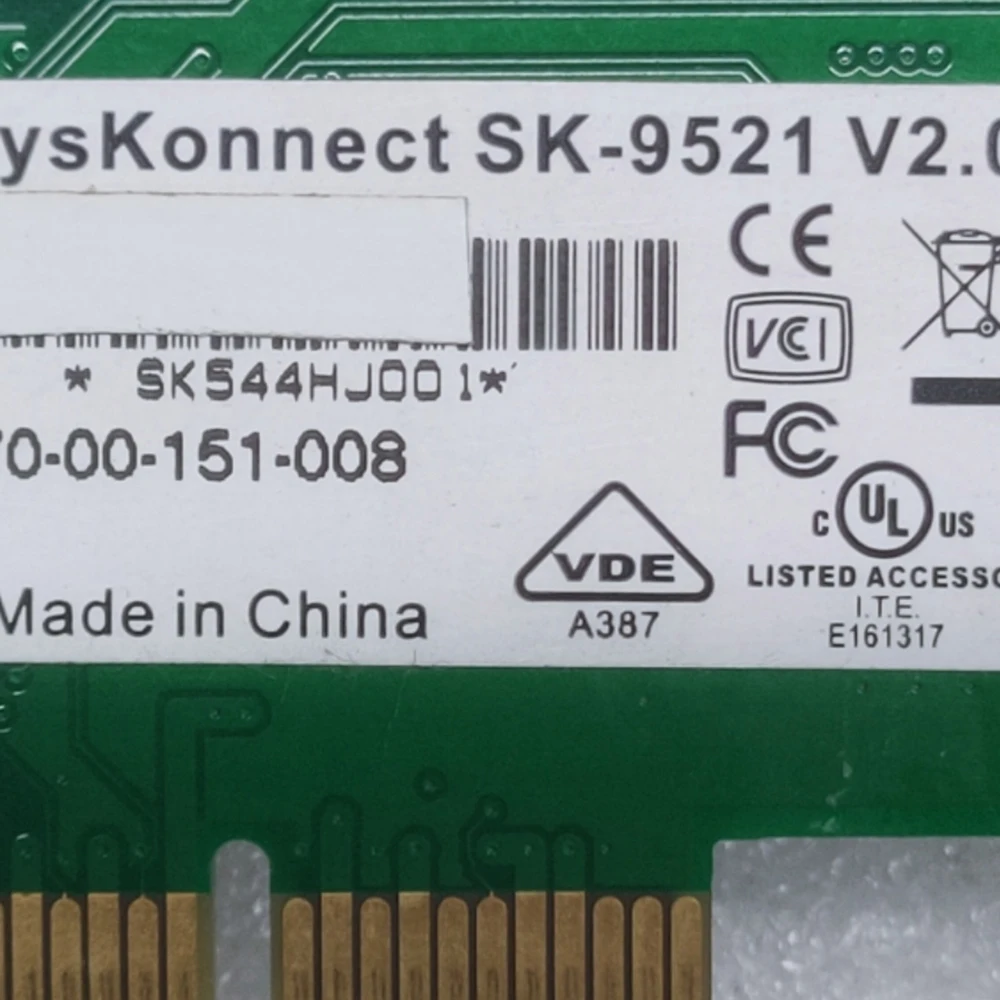 ysKonnect SK-9521 V2.0
CE
VCI
* SK544HJ001*
FC
70-00-151-008
C UL US
VDE
LISTED ACCESSO
A387
I.T.E.
E161317
Made in China